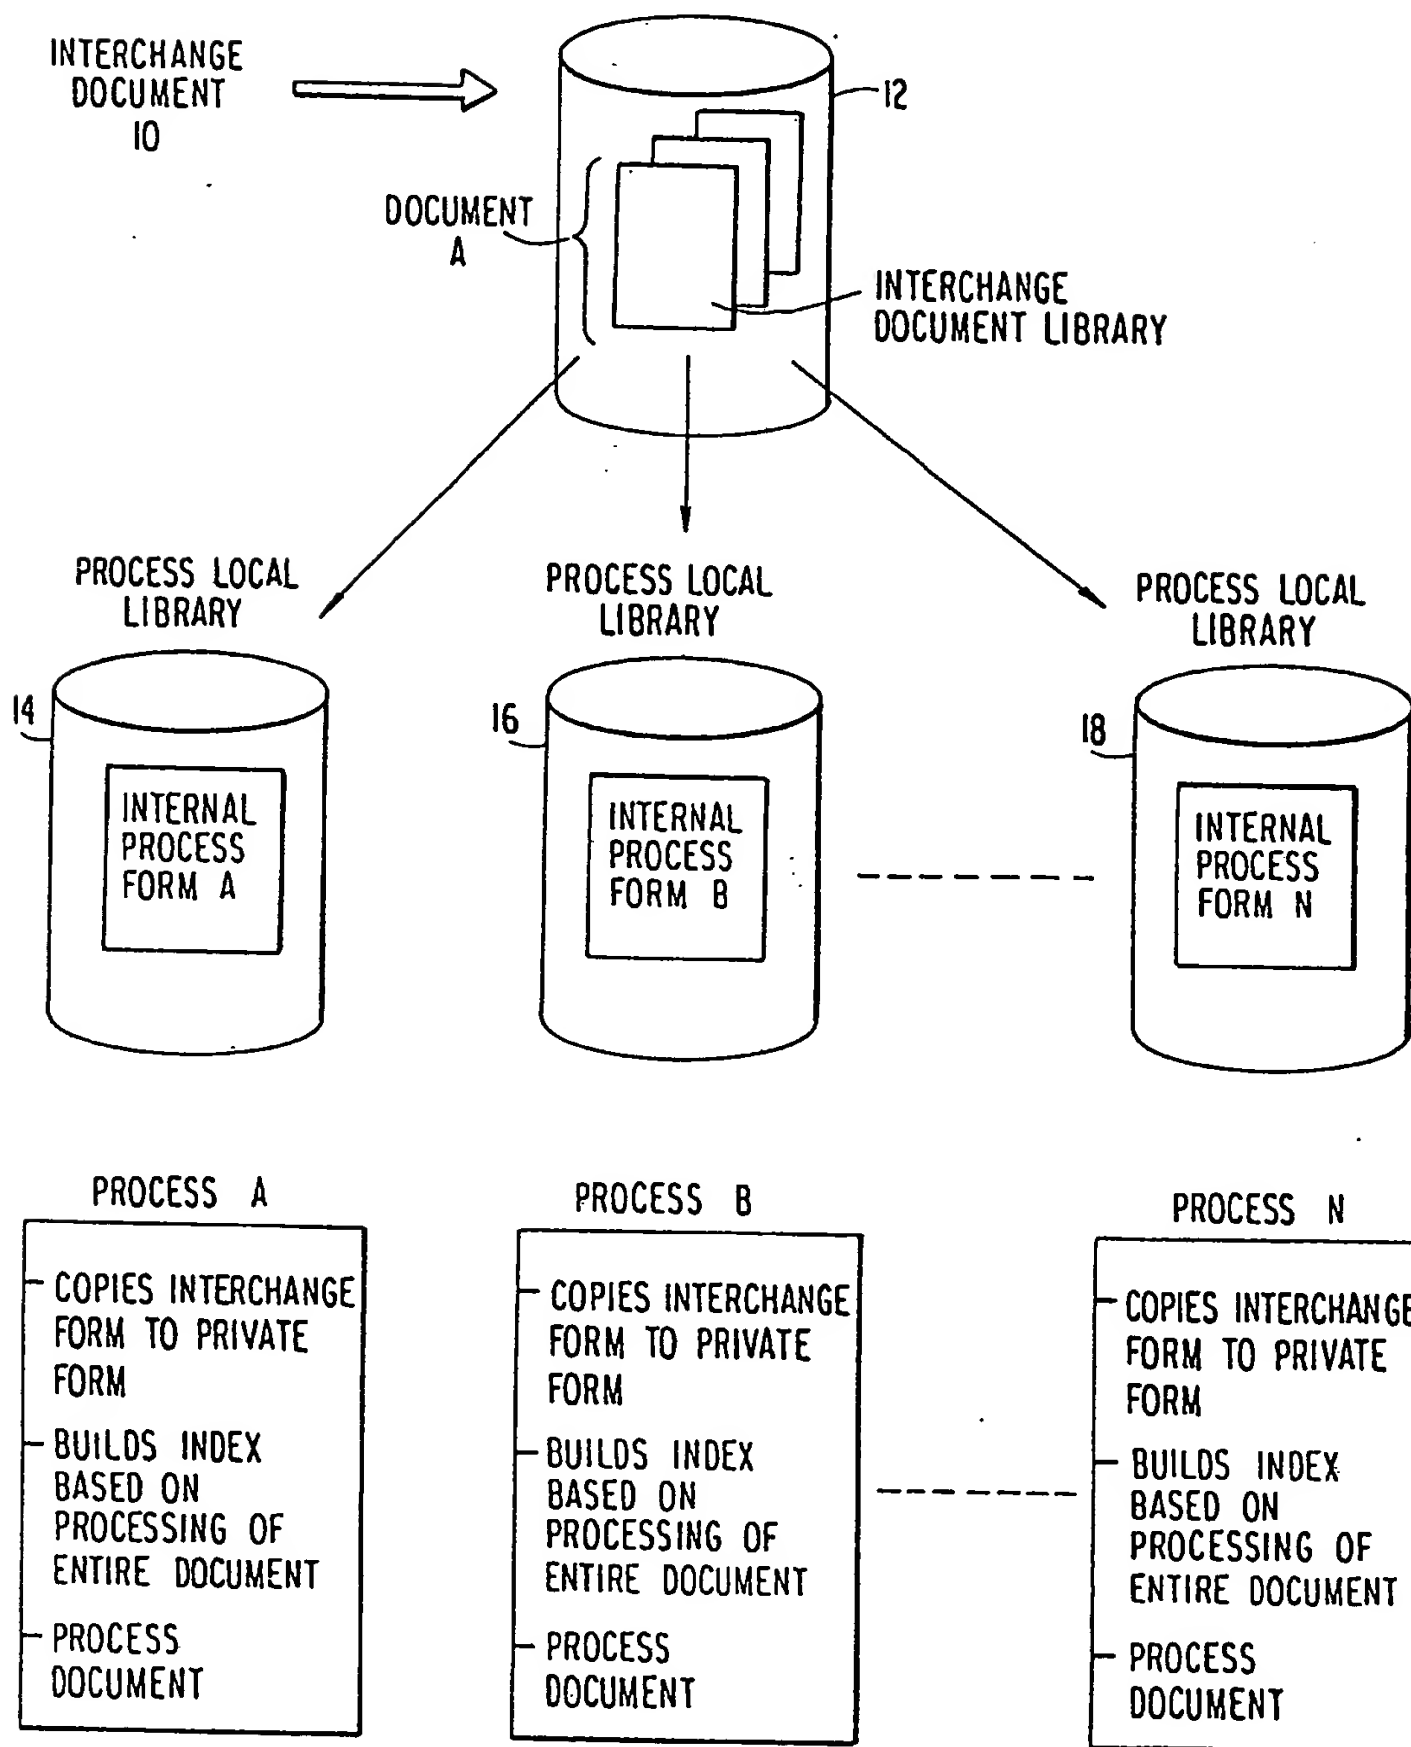 INTERCHANGE
DOCUMENT
10
12
DOCUMENT
A
INTERCHANGE
DOCUMENT LIBRARY
PROCESS LOCAL
LIBRARY
PROCESS LOCAL
LIBRARY
PROCESS LOCAL
LIBRARY
14
INTERNAL
PROCESS
FORM A
16
INTERNAL
PROCESS
FORM B
18
INTERNAL
PROCESS
FORM N
PROCESS A
COPIES INTERCHANGE
FORM TO PRIVATE
FORM
BUILDS INDEX
BASED ON
PROCESSING OF
ENTIRE DOCUMENT
PROCESS
DOCUMENT
PROCESS B
COPIES INTERCHANGE
FORM TO PRIVATE
FORM
BUILDS INDEX
BASED ON
PROCESSING OF
ENTIRE DOCUMENT
PROCESS
DOCUMENT
PROCESS N
COPIES INTERCHANGE
FORM TO PRIVATE
FORM
BUILDS INDEX
BASED ON
PROCESSING OF
ENTIRE DOCUMENT
PROCESS
DOCUMENT